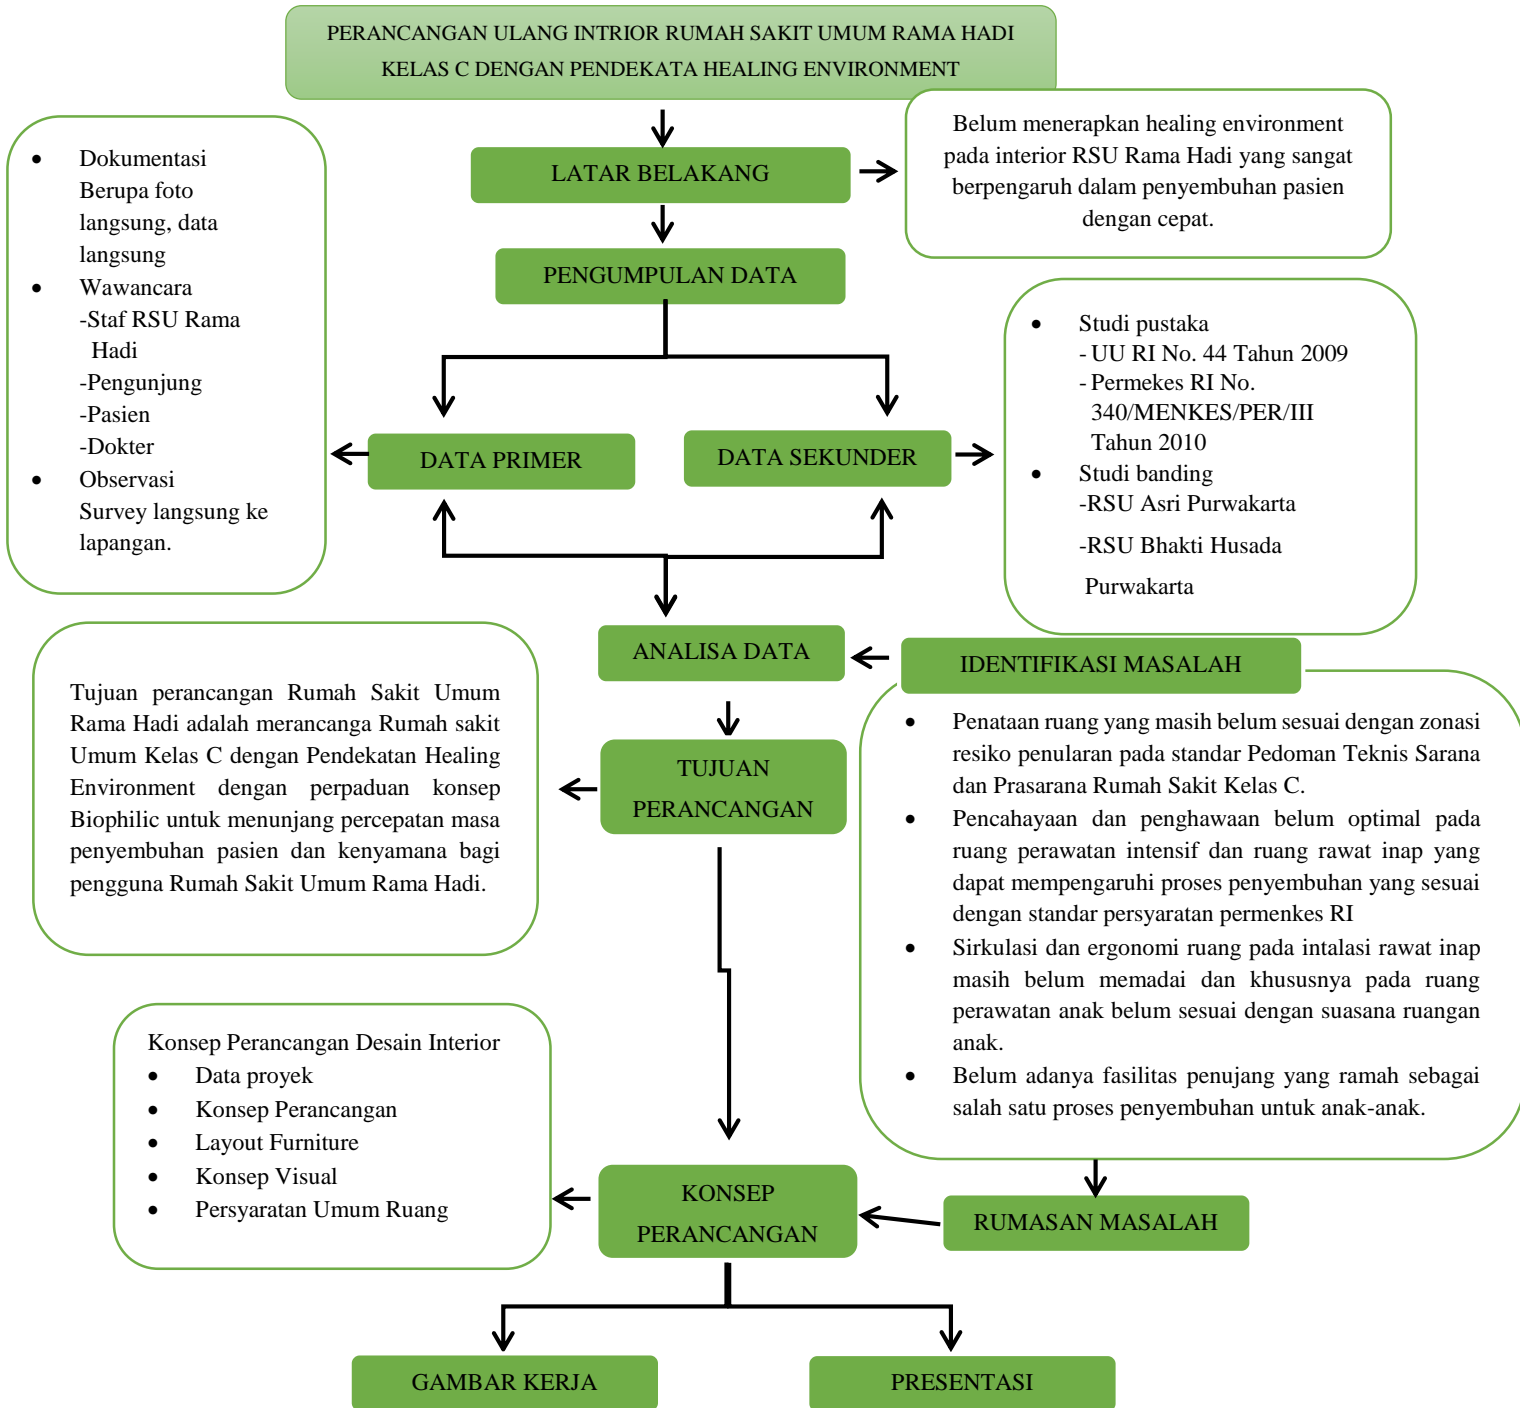 PERANCANGAN ULANG INTRIOR RUMAH SAKIT UMUM RAMA HADI
KELAS C DENGAN PENDEKATA HEALING ENVIRONMENT
LATAR BELAKANG
Belum menerapkan healing environment
pada interior RSU Rama Hadi yang sangat
berpengaruh dalam penyembuhan pasien
dengan cepat.
PENGUMPULAN DATA
• Dokumentasi
Berupa foto
langsung, data
langsung
• Wawancara
-Staf RSU Rama
Hadi
-Pengunjung
-Pasien
-Dokter
• Observasi
Survey langsung ke
lapangan.
DATA PRIMER
DATA SEKUNDER
• Studi pustaka
- UU RI No. 44 Tahun 2009
- Permekes RI No.
340/MENKES/PER/III
Tahun 2010
• Studi banding
-RSU Asri Purwakarta
-RSU Bhakti Husada
Purwakarta
ANALISA DATA
IDENTIFIKASI MASALAH
• Penataan ruang yang masih belum sesuai dengan zonasi
resiko penularan pada standar Pedoman Teknis Sarana
dan Prasarana Rumah Sakit Kelas C.
• Pencahayaan dan penghawaan belum optimal pada
ruang perawatan intensif dan ruang rawat inap yang
dapat mempengaruhi proses penyembuhan yang sesuai
dengan standar persyaratan permenkes RI
• Sirkulasi dan ergonomi ruang pada intalasi rawat inap
masih belum memadai dan khususnya pada ruang
perawatan anak belum sesuai dengan suasana ruangan
anak.
• Belum adanya fasilitas penujang yang ramah sebagai
salah satu proses penyembuhan untuk anak-anak.
Tujuan perancangan Rumah Sakit Umum
Rama Hadi adalah merancanga Rumah sakit
Umum Kelas C dengan Pendekatan Healing
Environment dengan perpaduan konsep
Biophilic untuk menunjang percepatan masa
penyembuhan pasien dan kenyamana bagi
pengguna Rumah Sakit Umum Rama Hadi.
TUJUAN
PERANCANGAN
Konsep Perancangan Desain Interior
• Data proyek
• Konsep Perancangan
• Layout Furniture
• Konsep Visual
• Persyaratan Umum Ruang
KONSEP
PERANCANGAN
RUMASAN MASALAH
GAMBAR KERJA
PRESENTASI